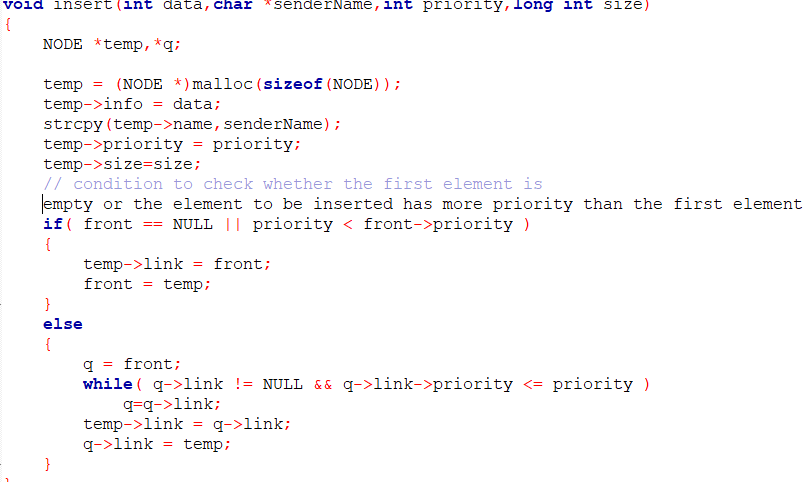 void insert(int data,char *senderName,int priority,long int size)
{
NODE *temp,*q;
temp = (NODE *)malloc(sizeof(NODE));
temp->info = data;
strcpy(temp->name,senderName);
temp->priority = priority;
temp->size=size;
// condition to check whether the first element is
empty or the element to be inserted has more priority than the first element
if( front == NULL || priority < front->priority )
{
temp->link = front;
front = temp;
}
else
{
q = front;
while( q->link != NULL && q->link->priority <= priority )
q=q->link;
temp->link = q->link;
q->link = temp;
}
}